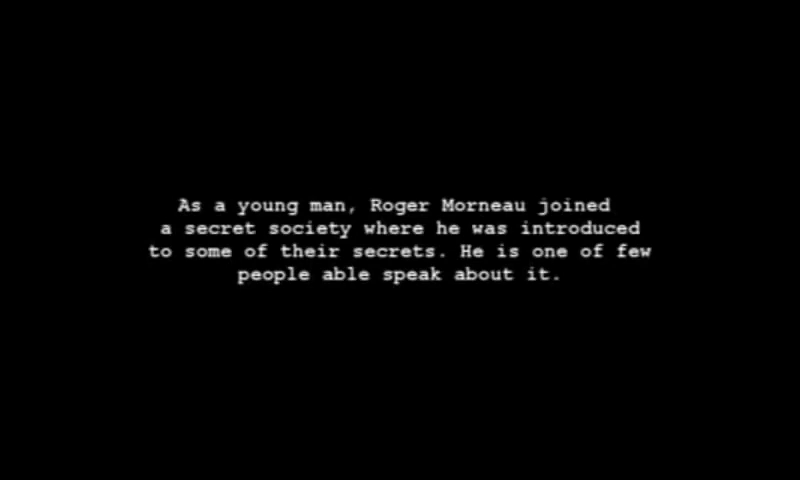 As a young man, Roger Morneau joined
a secret society where he was introduced
to some of their secrets. He is one of few
people able speak about it.